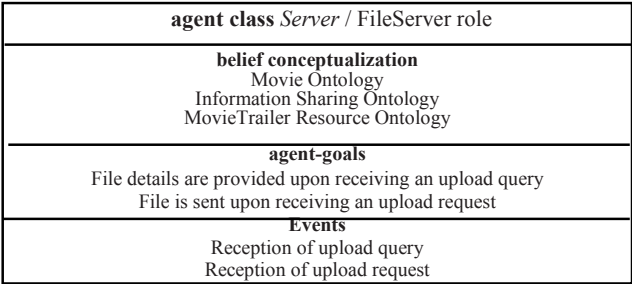 agent class Server / FileServer role
belief conceptualization
Movie Ontology
Information Sharing Ontology
MovieTrailer Resource Ontology
agent-goals
File details are provided upon receiving an upload query
File is sent upon receiving an upload request
Events
Reception of upload query
Reception of upload request